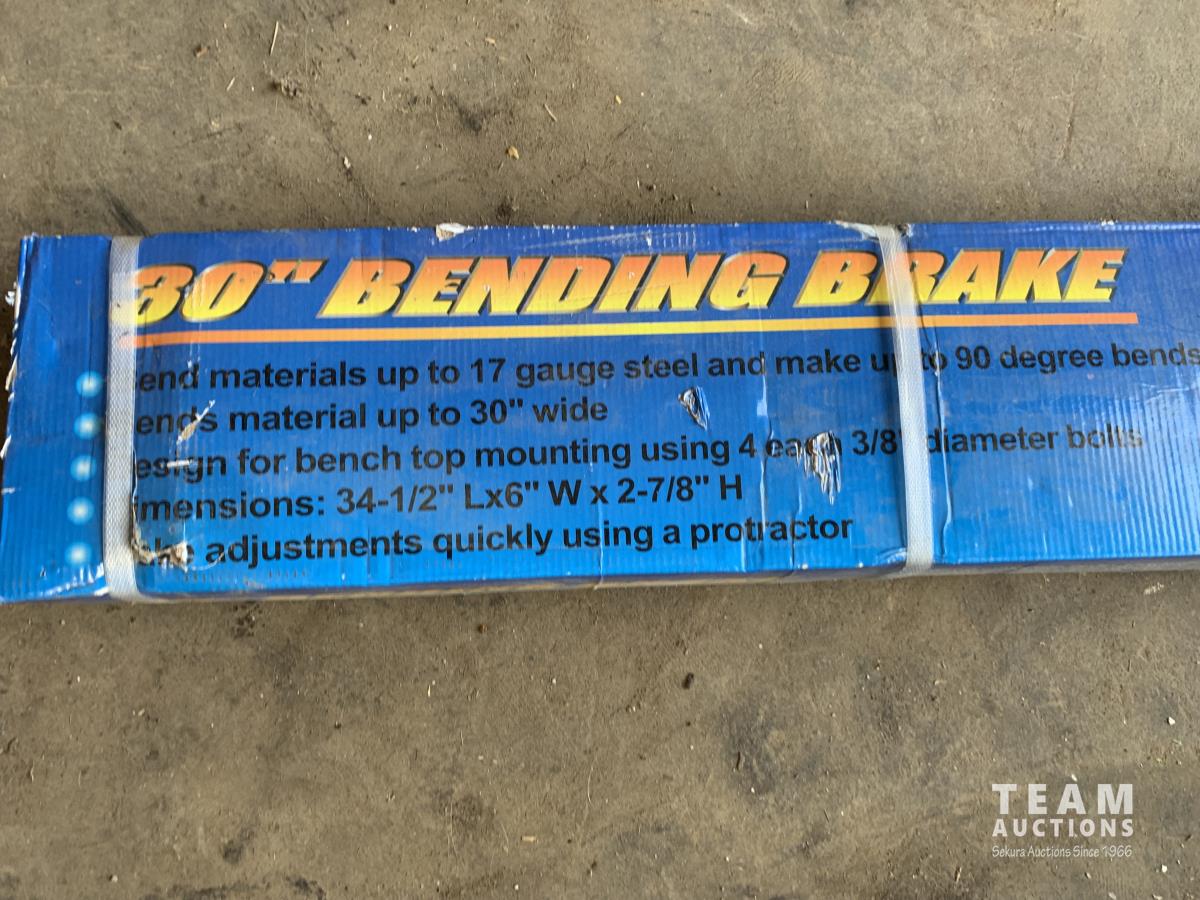 30" BENDING BRAKE
end materials up to 17 gauge steel and make up to 90 degree bends
ends material up to 30" wide
esign for bench top mounting using 4 each 3/8" diameter bolts
imensions: 34-1/2" Lx6" W x 2-7/8" H
adjustments quickly using a protractor
TEAM
AUCTIONS
Sekura Auctions Since 1966